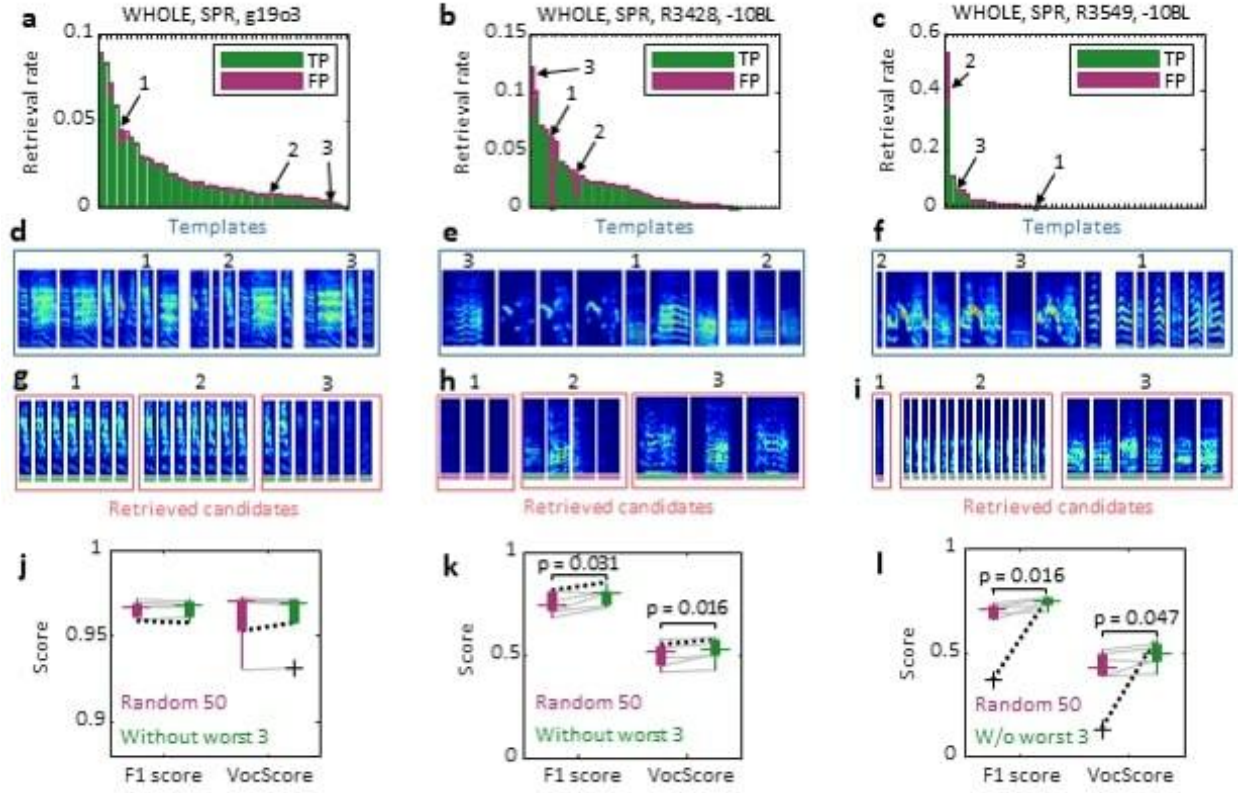 a WHOLE, SPR, g19o3
0.1
0.05
0
Retrieval rate
TP
FP
1
2
3
b WHOLE, SPR, R3428, -10BL
0.15
0.1
0.05
0
Retrieval rate
TP
FP
3
1
2
c WHOLE, SPR, R3549, -10BL
0.6
0.4
0.2
0
Retrieval rate
TP
FP
2
3
1
d Templates
1 2 3
e Templates
3 1 2
f Templates
2 3 1
g 1 2 3
Retrieved candidates
h 1 2 3
Retrieved candidates
i 1 2 3
Retrieved candidates
j
1
0.95
0.9
Score
Random 50
Without worst 3
F1 score VocScore
k
1
0.5
0
Score
p = 0.031
p = 0.016
Random 50
Without worst 3
F1 score VocScore
l
1
0.5
0
Score
p = 0.016
p = 0.047
Random 50
W/o worst 3
F1 score VocScore